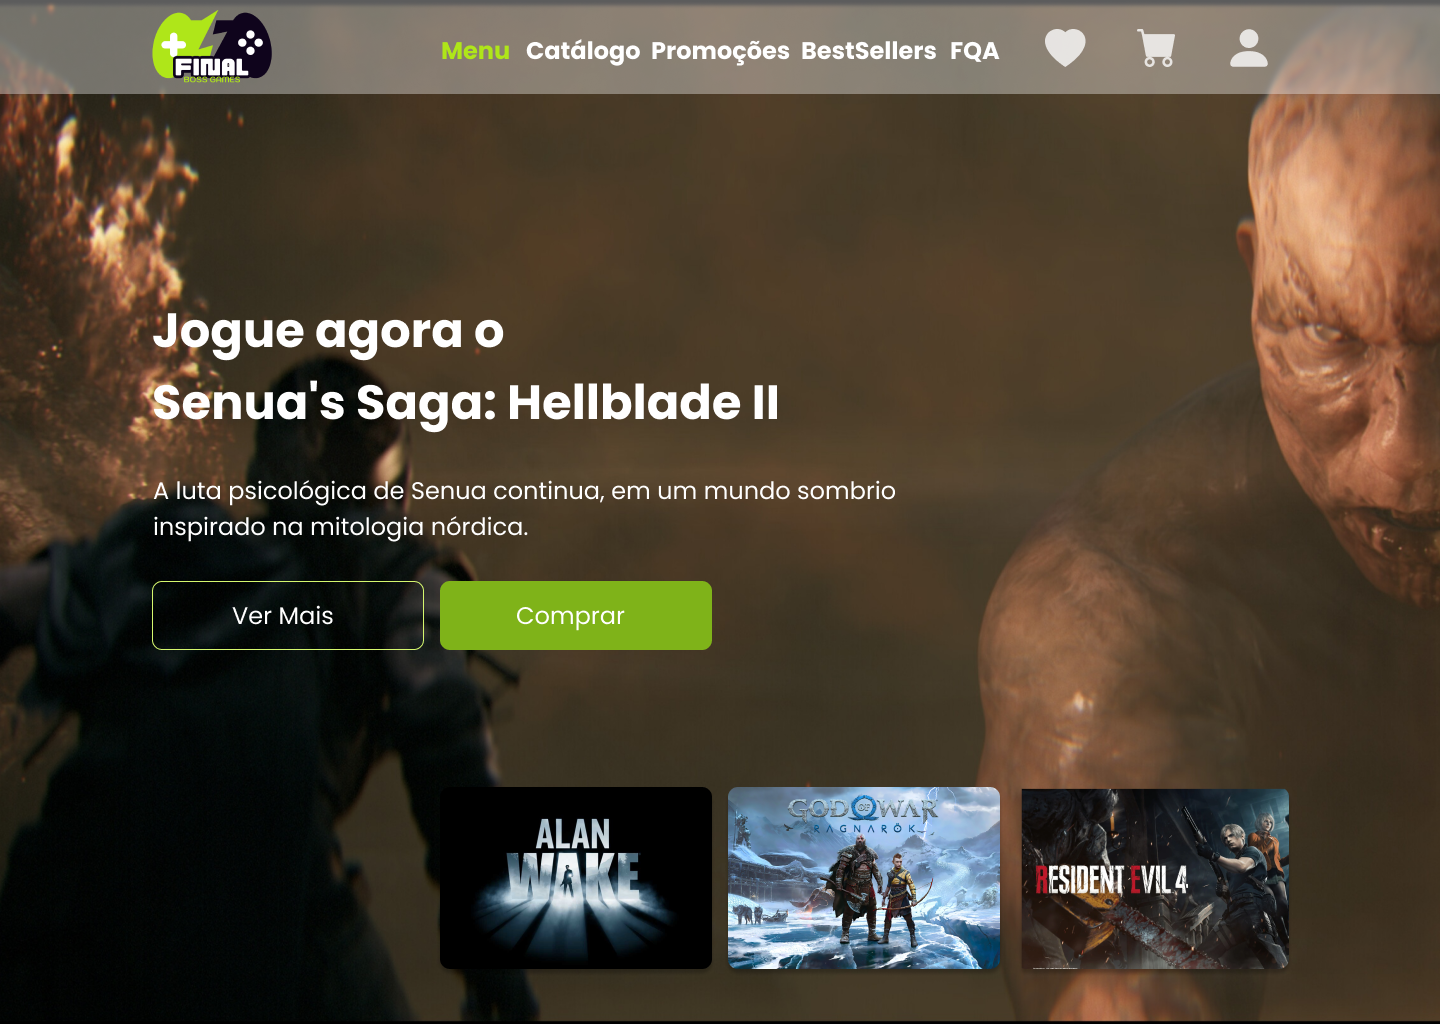 FINAL
BOSS GAMES
Menu Catálogo Promoções BestSellers FQA
Jogue agora o
Senua's Saga: Hellblade II
A luta psicológica de Senua continua, em um mundo sombrio
inspirado na mitologia nórdica.
Ver Mais
Comprar
ALAN
WAKE
GOD OF WAR
RAGNARÖK
RESIDENT EVIL 4